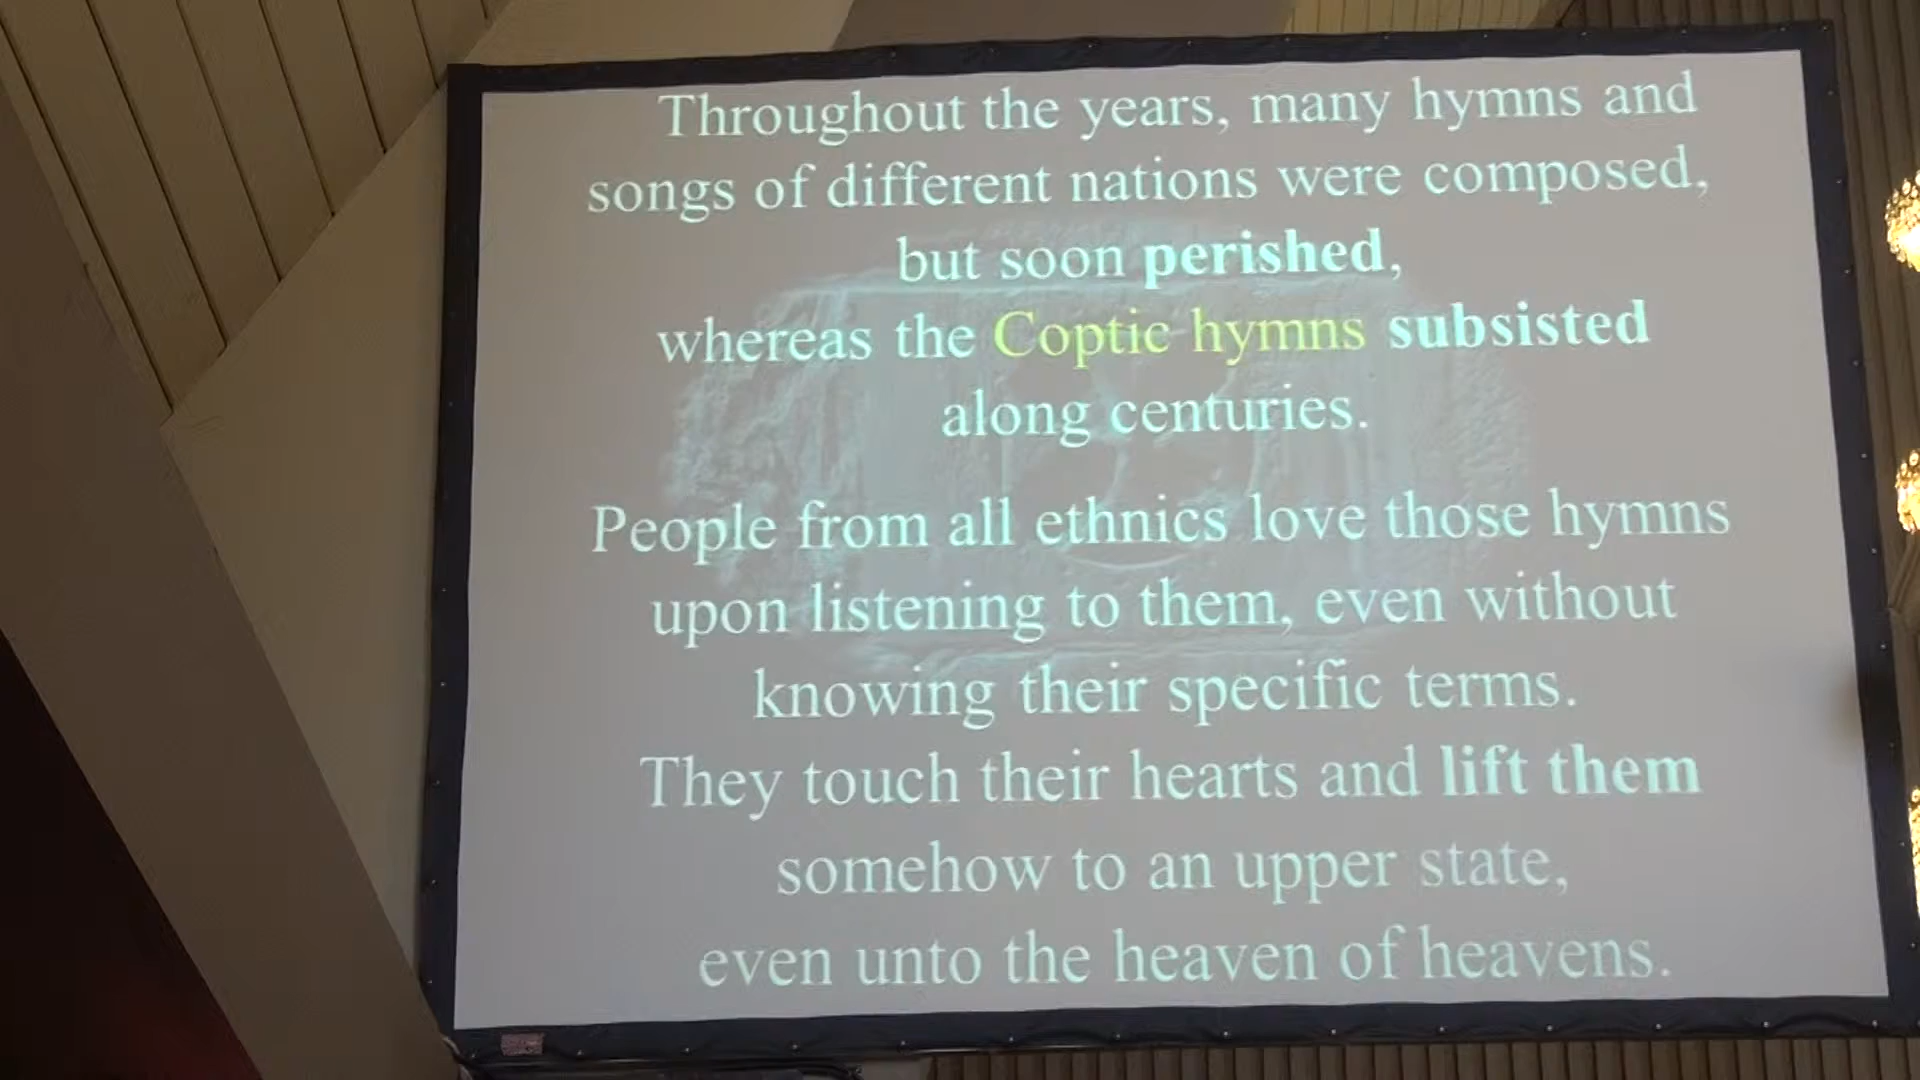 Throughout the years, many hymns and
songs of different nations were composed,
but soon perished,
whereas the Coptic hymns subsisted
along centuries.
People from all ethnics love those hymns
upon listening to them, even without
knowing their specific terms.
They touch their hearts and lift them
somehow to an upper state,
even unto the heaven of heavens.